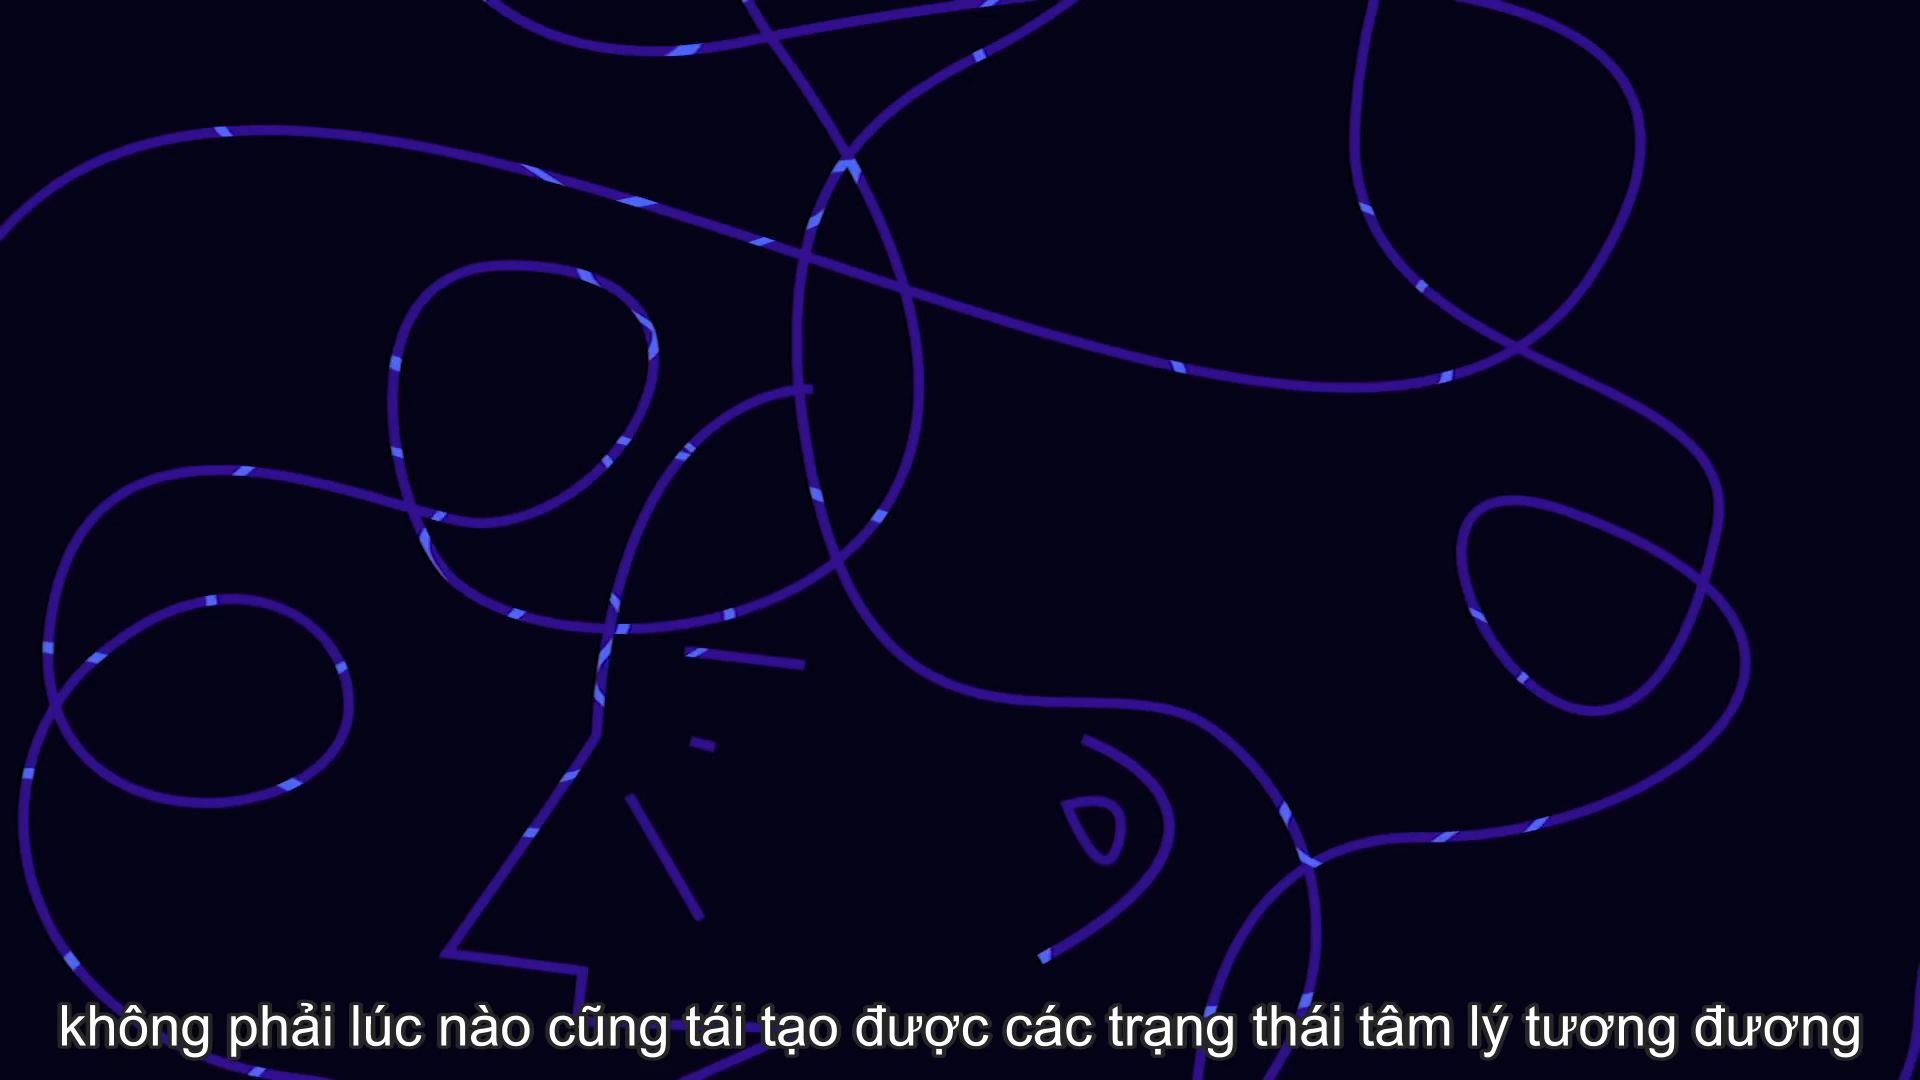 không phải lúc nào cũng tái tạo được các trạng thái tâm lý tương đương